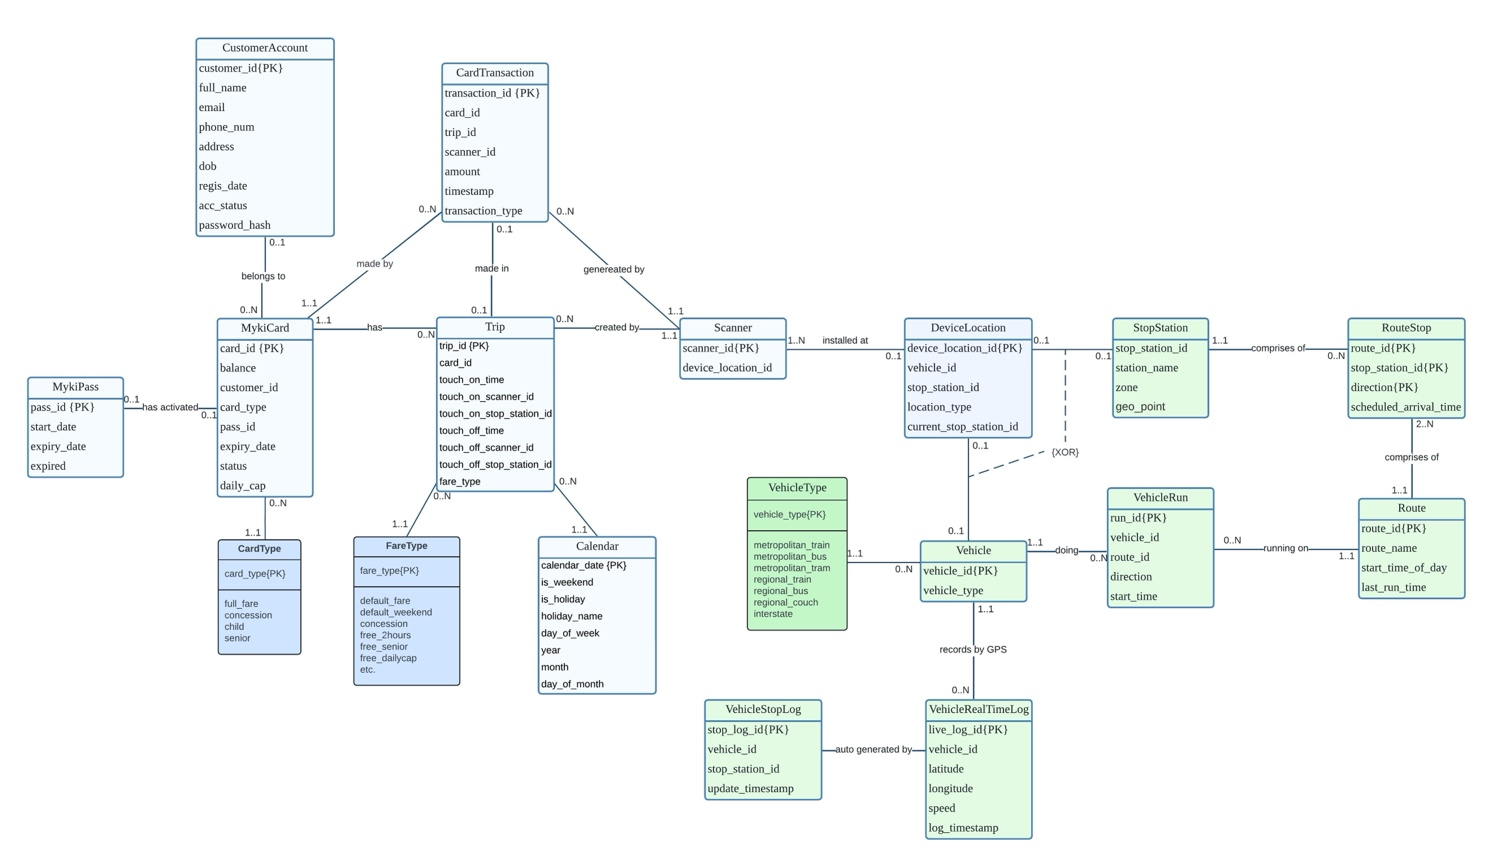 CustomerAccount
customer_id{PK}
full_name
email
phone_num
address
dob
regis_date
acc_status
password_hash
0..1
belongs to
0..N
CardTransaction
transaction_id {PK}
card_id
trip_id
scanner_id
amount
timestamp
transaction_type
0..N
0..N
0..1
made by
made in
genereated by
1..1
0..1
1..1
MykiCard
card_id {PK}
balance
customer_id
card_type
pass_id
expiry_date
status
daily_cap
1..1
has
0..N
MykiPass
pass_id {PK}
start_date
expiry_date
expired
0..1
has activated
0..1
0..N
1..1
CardType
card_type{PK}
full_fare
concession
child
senior
Trip
trip_id {PK}
card_id
touch_on_time
touch_on_scanner_id
touch_on_stop_station_id
touch_off_time
touch_off_scanner_id
touch_off_stop_station_id
fare_type
0..N
created by
1..1
0..N
1..1
FareType
fare_type{PK}
default_fare
default_weekend
concession
free_2hours
free_senior
free_dailycap
etc.
0..N
1..1
Calendar
calendar_date {PK}
is_weekend
is_holiday
holiday_name
day_of_week
year
month
day_of_month
Scanner
scanner_id{PK}
device_location_id
1..N
installed at
0..1
DeviceLocation
device_location_id{PK}
vehicle_id
stop_station_id
location_type
current_stop_station_id
0..1
0..1
{XOR}
0..1
0..1
StopStation
stop_station_id
station_name
zone
geo_point
1..1
comprises of
0..N
RouteStop
route_id{PK}
stop_station_id{PK}
direction{PK}
scheduled_arrival_time
2..N
comprises of
1..1
Route
route_id{PK}
route_name
start_time_of_day
last_run_time
VehicleRun
run_id{PK}
vehicle_id
route_id
direction
start_time
0..N
running on
1..1
VehicleType
vehicle_type{PK}
metropolitan_train
metropolitan_bus
metropolitan_tram
regional_train
regional_bus
regional_couch
interstate
1..1
0..N
Vehicle
vehicle_id{PK}
vehicle_type
1..1
doing
0..N
1..1
records by GPS
0..N
VehicleStopLog
stop_log_id{PK}
vehicle_id
stop_station_id
update_timestamp
auto generated by
VehicleRealTimeLog
live_log_id{PK}
vehicle_id
latitude
longitude
speed
log_timestamp